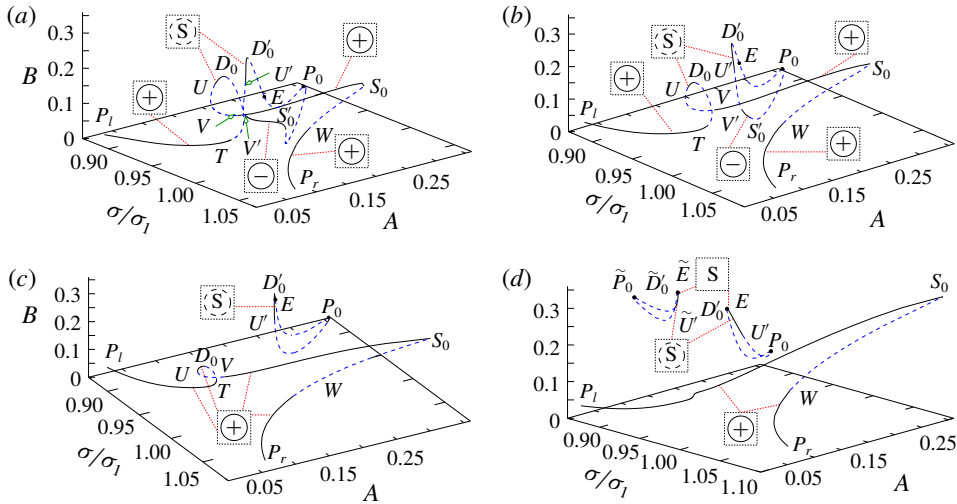 (a)
0.3
0.2
0.1
0
B
S
D₀
D′₀
+
U′
P₀
E
S₀
U
+
Pₗ
V
S′₀
W
T
V′
−
+
Pᵣ
0.90
0.95
1.00
1.05
σ/σ₁
0.05
0.15
0.25
A
(b)
0.3
0.2
0.1
0
S
D₀
D′₀
E
+
U′
P₀
S₀
+
U
Pₗ
V
S′₀
W
T
−
+
Pᵣ
0.90
0.95
1.00
1.05
σ/σ₁
0.05
0.15
0.25
A
(c)
0.3
0.2
0.1
0
B
S
D′₀
E
U′
P₀
S₀
Pₗ
D₀
U
V
T
W
+
Pᵣ
0.90
0.95
1.00
1.05
σ/σ₁
0.05
0.15
0.25
A
(d)
0.3
0.2
0.1
0
P̃₀
D̃′₀
Ẽ
S
D′₀
E
S₀
Ũ′
U′
S
P₀
Pₗ
W
+
Pᵣ
0.90
0.95
1.00
1.05
1.10
σ/σ₁
0.05
0.15
0.25
A